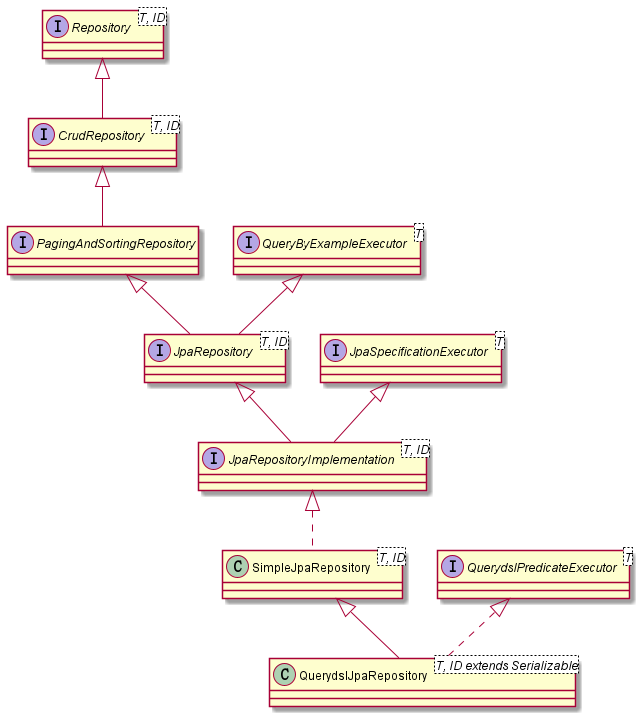 I Repository T, ID
I CrudRepository T, ID
I PagingAndSortingRepository
I QueryByExampleExecutor T
I JpaRepository T, ID
I JpaSpecificationExecutor T
I JpaRepositoryImplementation T, ID
C SimpleJpaRepository T, ID
I QuerydslPredicateExecutor T
C QuerydslJpaRepository T, ID extends Serializable